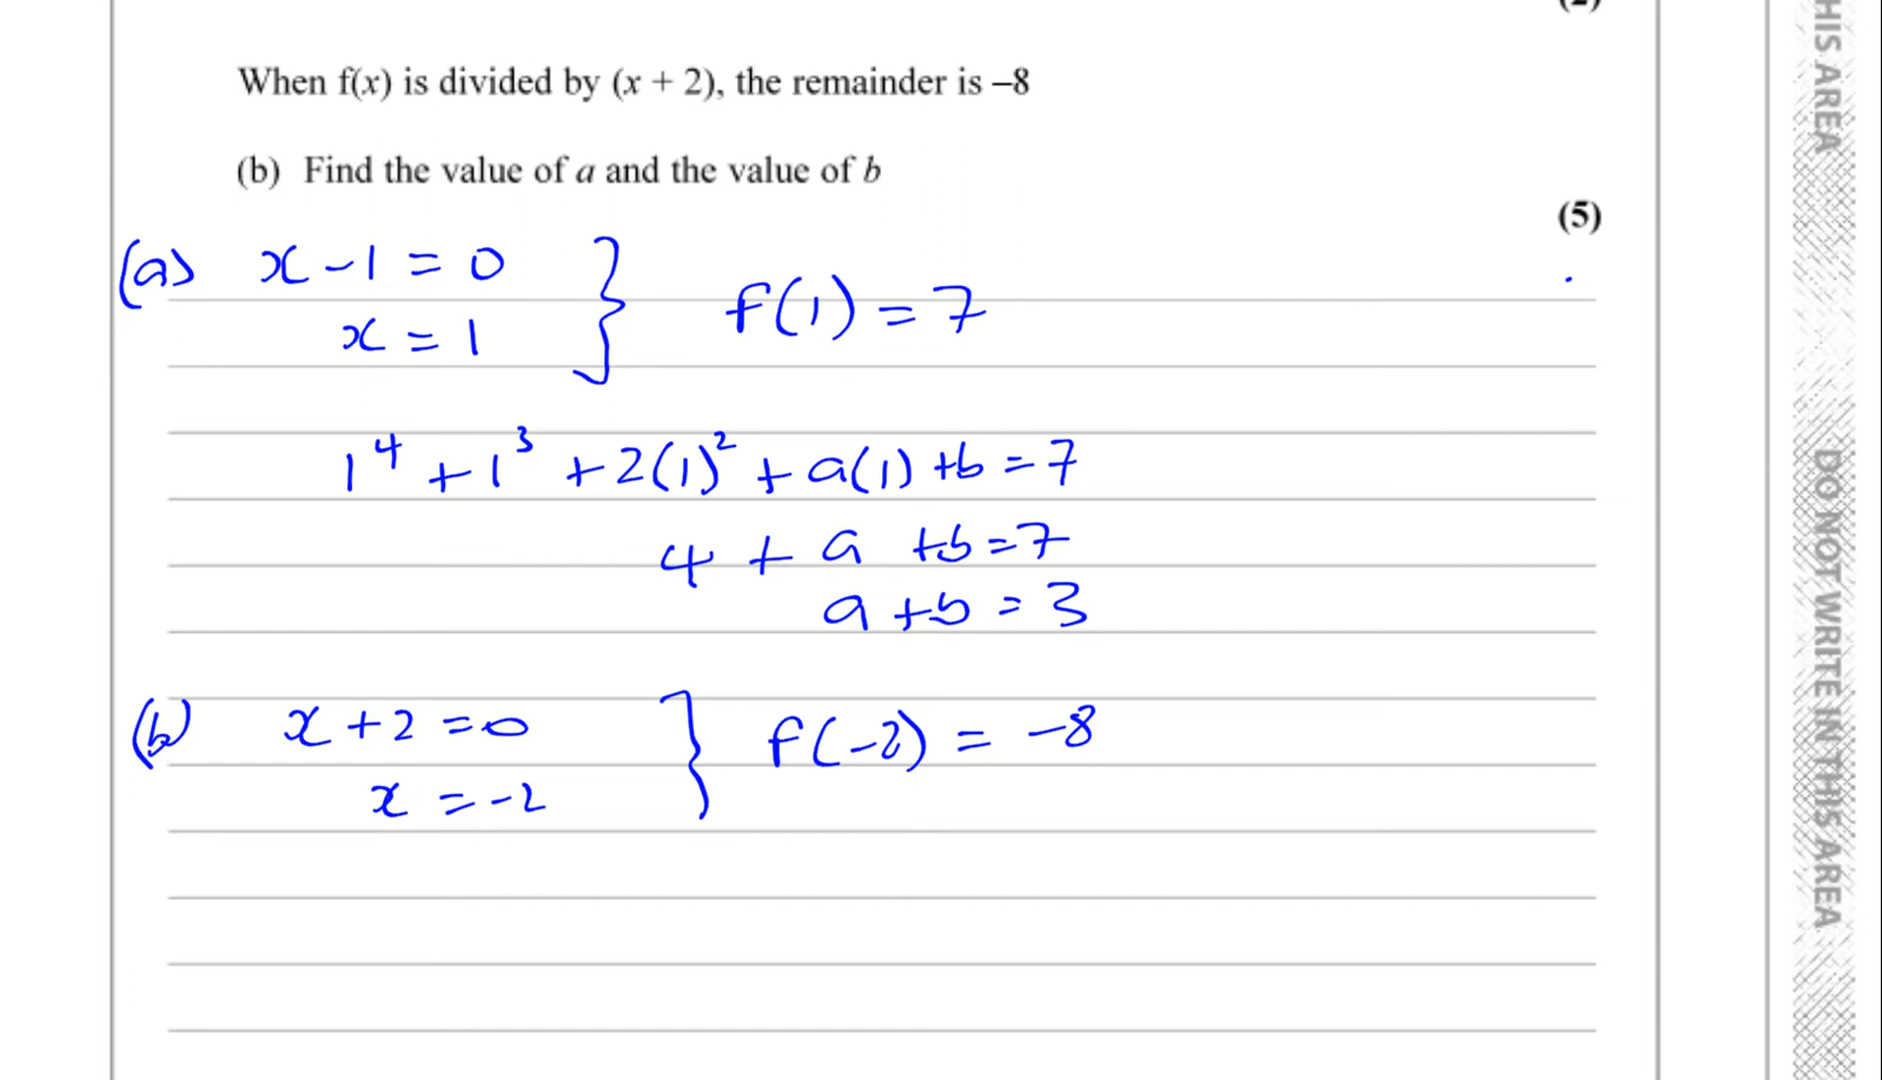 When f(x) is divided by (x + 2), the remainder is –8
(b) Find the value of a and the value of b
(5)
(a) x - 1 = 0 } f(1) = 7
x = 1
1⁴ + 1³ + 2(1)² + a(1) + b = 7
4 + a + b = 7
a + b = 3
(b) x + 2 = 0 } f(-2) = -8
x = -2
HIS AREA
DO NOT WRITE IN THIS AREA